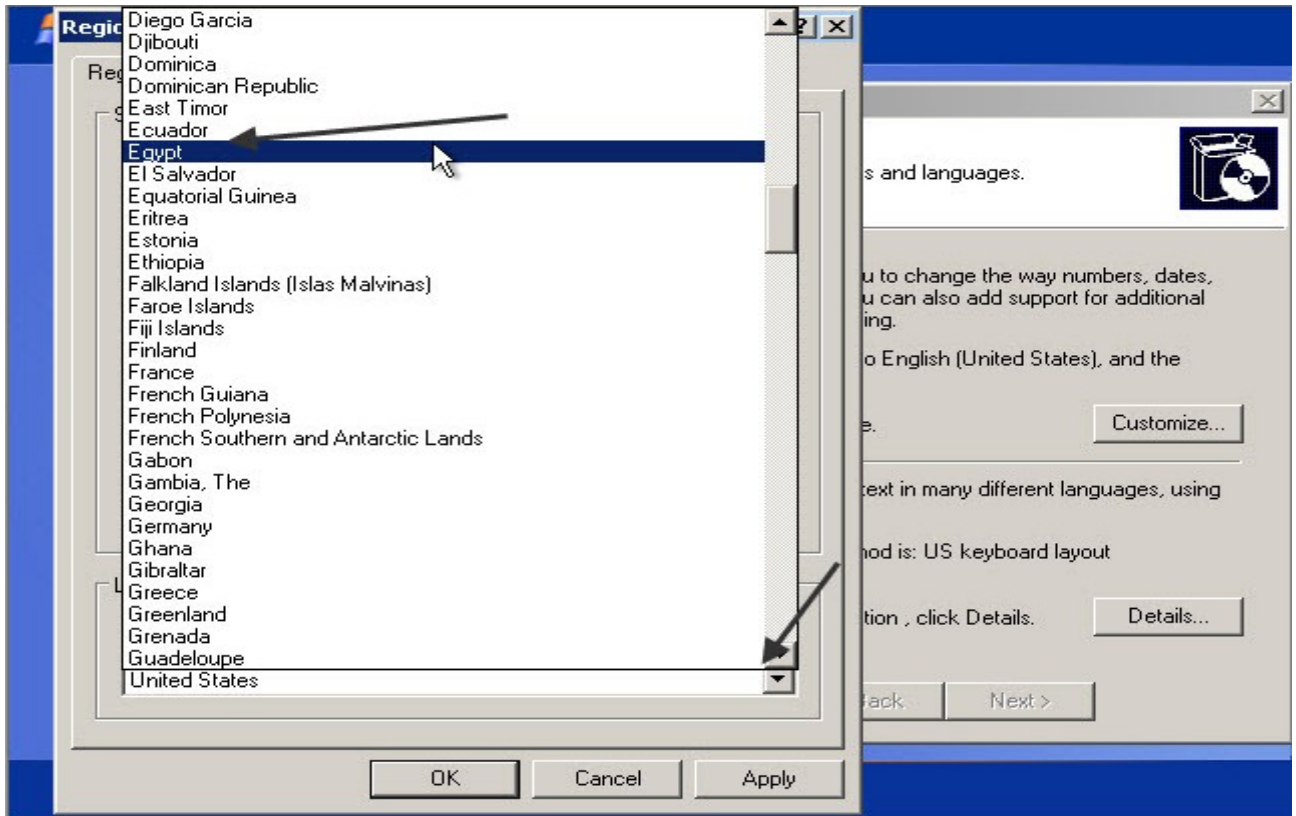 Regio
Reg
Diego Garcia
Djibouti
Dominica
Dominican Republic
East Timor
Ecuador
Egypt
El Salvador
Equatorial Guinea
Eritrea
Estonia
Ethiopia
Falkland Islands (Islas Malvinas)
Faroe Islands
Fiji Islands
Finland
France
French Guiana
French Polynesia
French Southern and Antarctic Lands
Gabon
Gambia, The
Georgia
Germany
Ghana
Gibraltar
Greece
Greenland
Grenada
Guadeloupe
United States
OK Cancel Apply
s and languages.
u to change the way numbers, dates,
u can also add support for additional
ing.
o English (United States), and the
e. Customize...
text in many different languages, using
hod is: US keyboard layout
tion , click Details. Details...
Back Next >